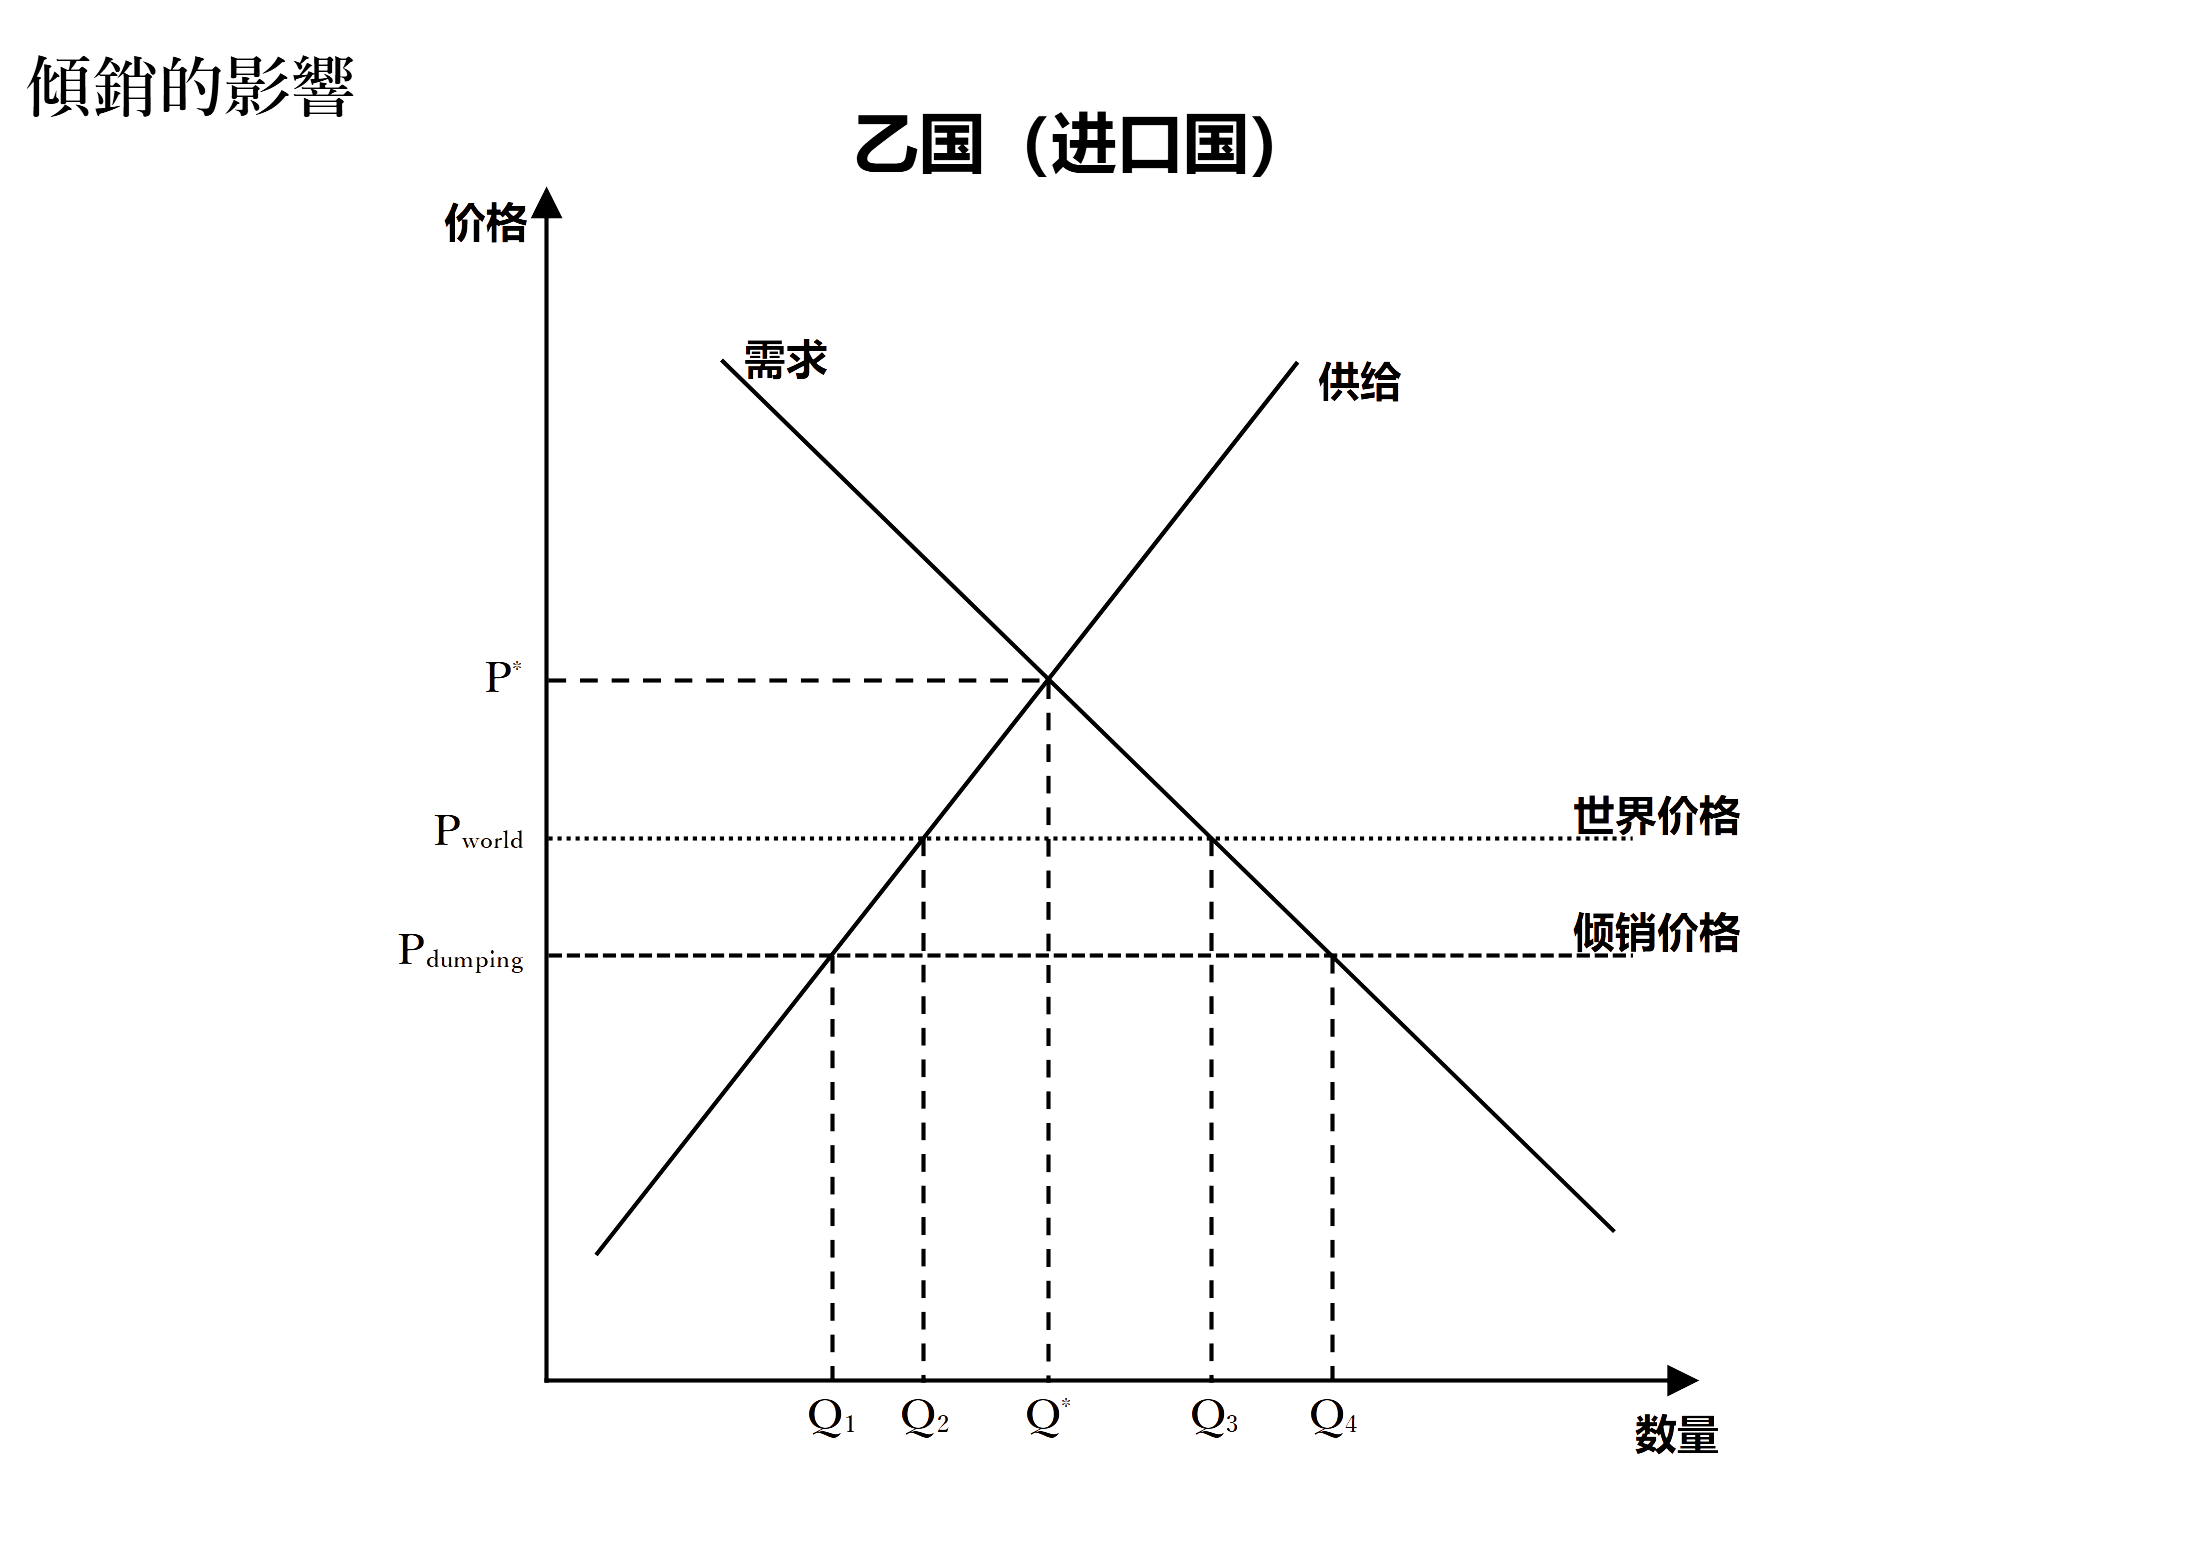 傾銷的影響
乙国（进口国）
价格
需求
供给
P*
世界价格
Pworld
倾销价格
Pdumping
Q1
Q2
Q*
Q3
Q4
数量